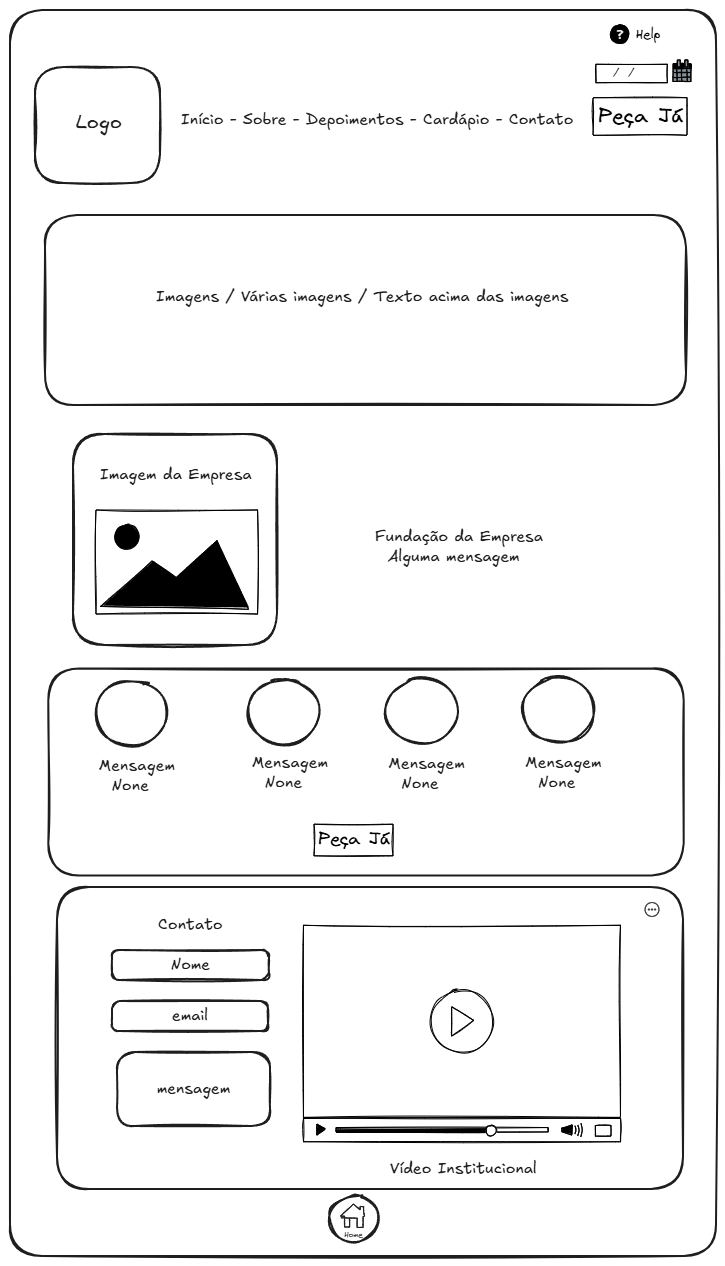 ? Help
/ /
Logo
Início - Sobre - Depoimentos - Cardápio - Contato
Peça Já
Imagens / Várias imagens / Texto acima das imagens
Imagem da Empresa
Fundação da Empresa
Alguma mensagem
Mensagem
None
Mensagem
None
Mensagem
None
Mensagem
None
Peça Já
Contato
Nome
email
mensagem
Vídeo Institucional
Home